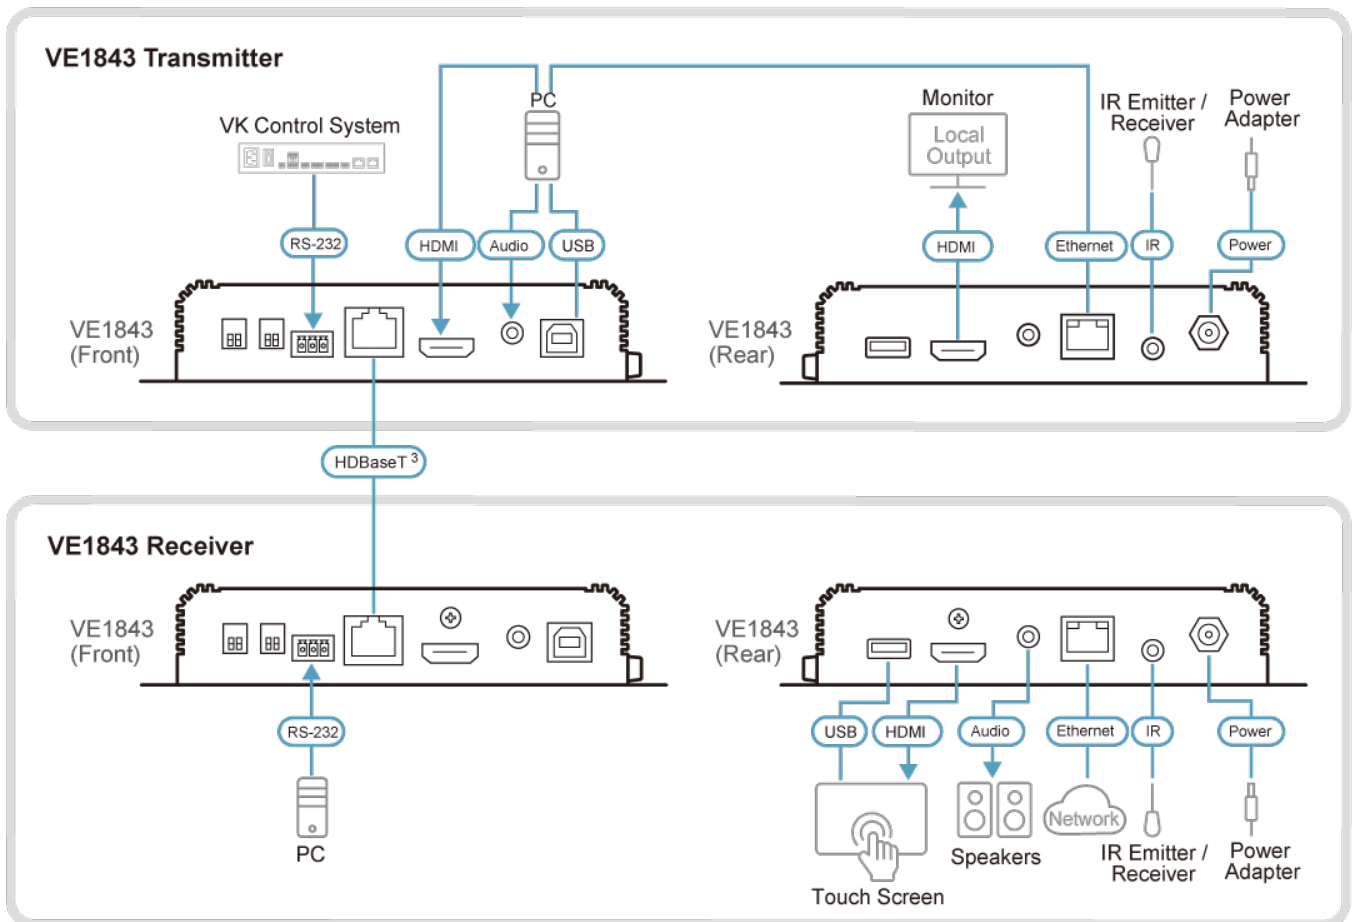 VE1843 Transmitter
PC
Monitor
IR Emitter /
Receiver
Power
Adapter
VK Control System
Local
Output
RS-232
HDMI
Audio
USB
HDMI
Ethernet
IR
Power
VE1843
(Front)
VE1843
(Rear)
HDBaseT 3
VE1843 Receiver
VE1843
(Front)
VE1843
(Rear)
RS-232
USB
HDMI
Audio
Ethernet
IR
Power
Network
PC
Speakers
IR Emitter /
Receiver
Power
Adapter
Touch Screen